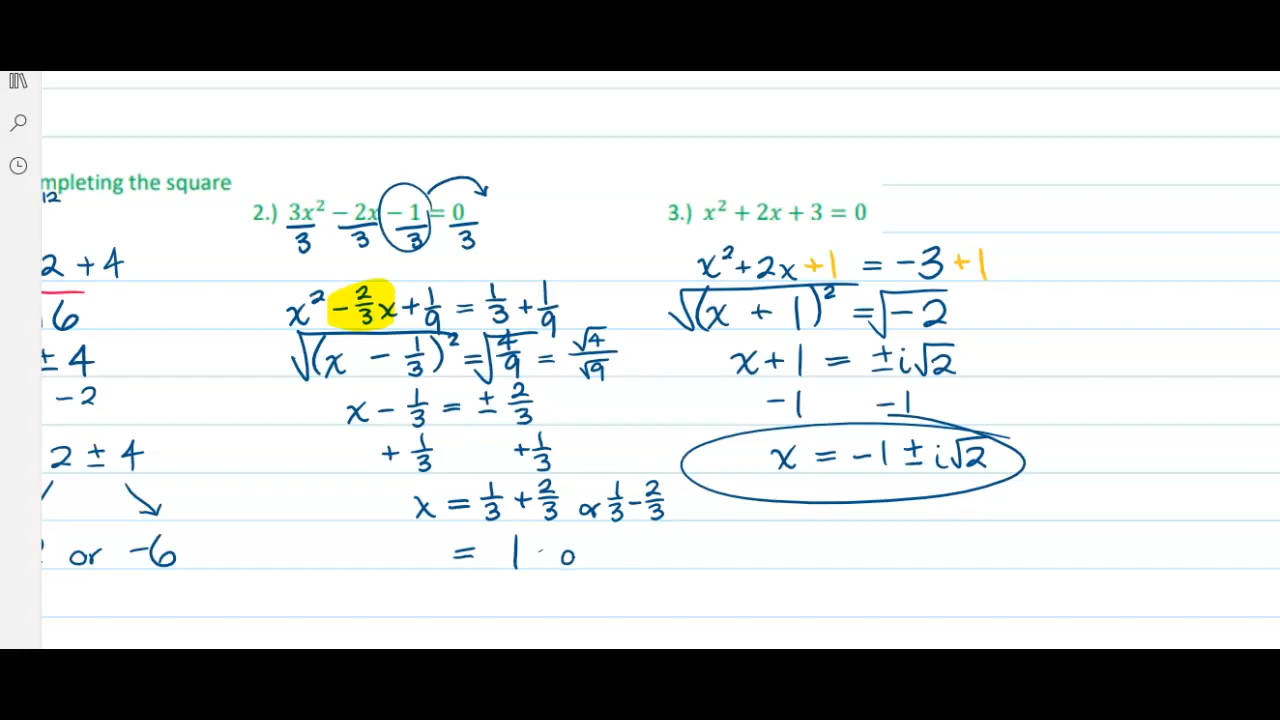 mpleting the square
12
2 + 4
6
± 4
- 2
2 ± 4
or -6
2.) 3x² − 2x − 1 = 0
3 3 3 3
x² - 2/3 x + 1/9 = 1/3 + 1/9
√(x - 1/3)² = √4/9 = √4/√9
x - 1/3 = ± 2/3
+ 1/3 + 1/3
x = 1/3 + 2/3 or 1/3 - 2/3
= 1 · o
3.) x² + 2x + 3 = 0
x² + 2x + 1 = -3 + 1
√(x + 1)² = √-2
x + 1 = ± i√2
- 1 - 1
x = -1 ± i√2